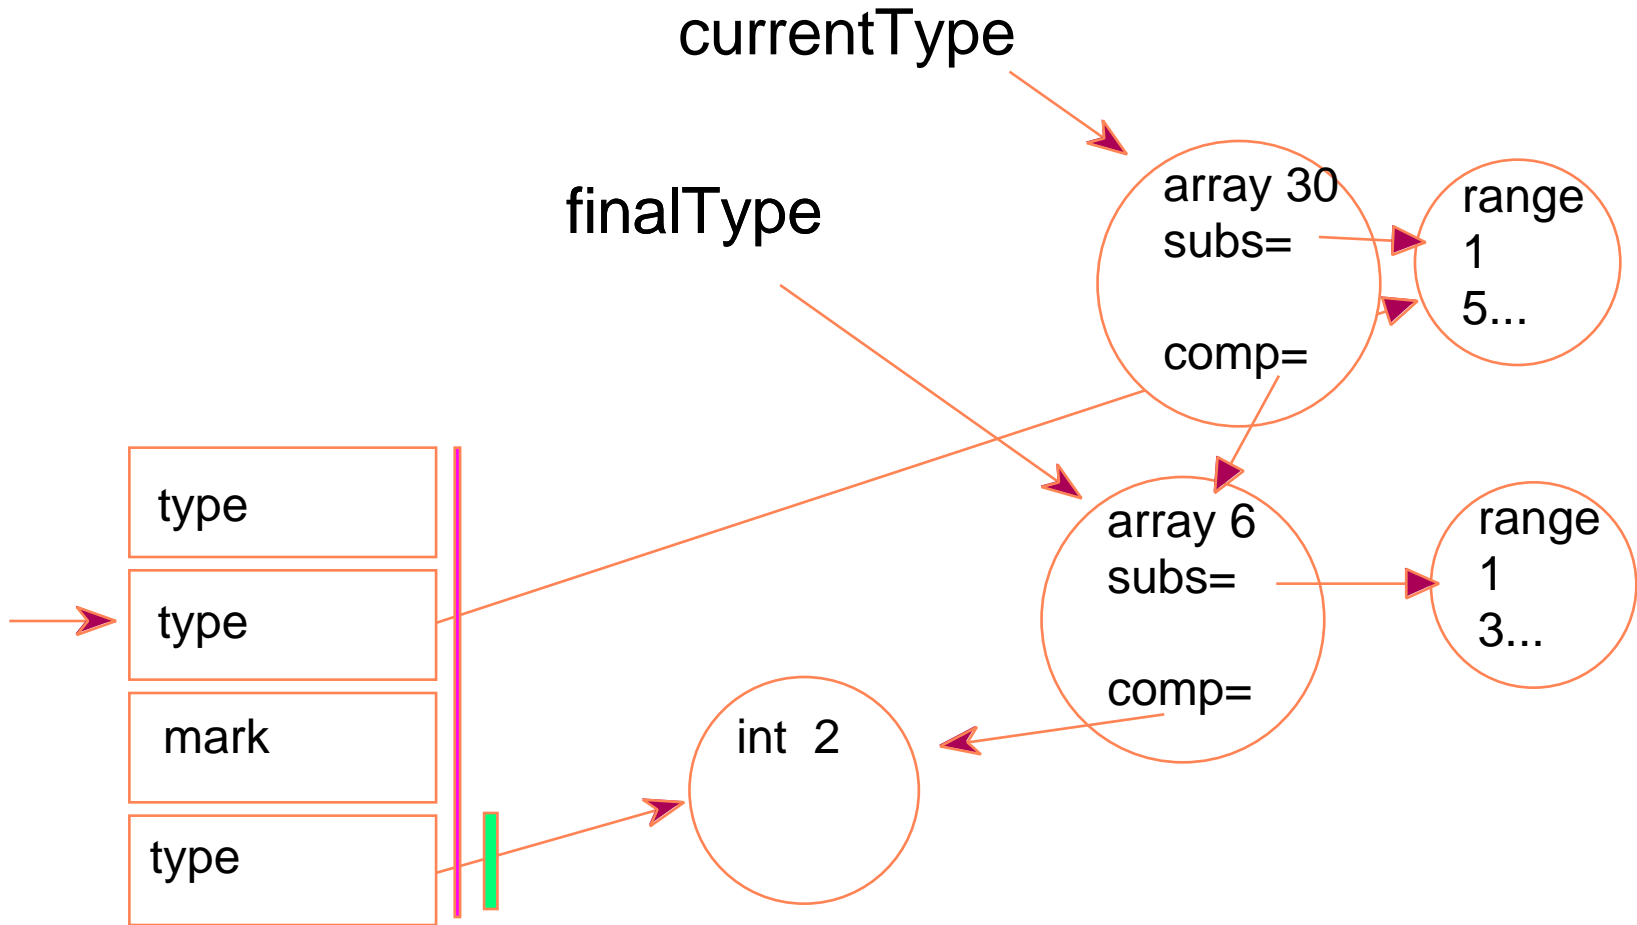 currentType
finalType
array 30
subs=
comp=
range
1
5...
array 6
subs=
comp=
range
1
3...
type
type
mark
type
int  2